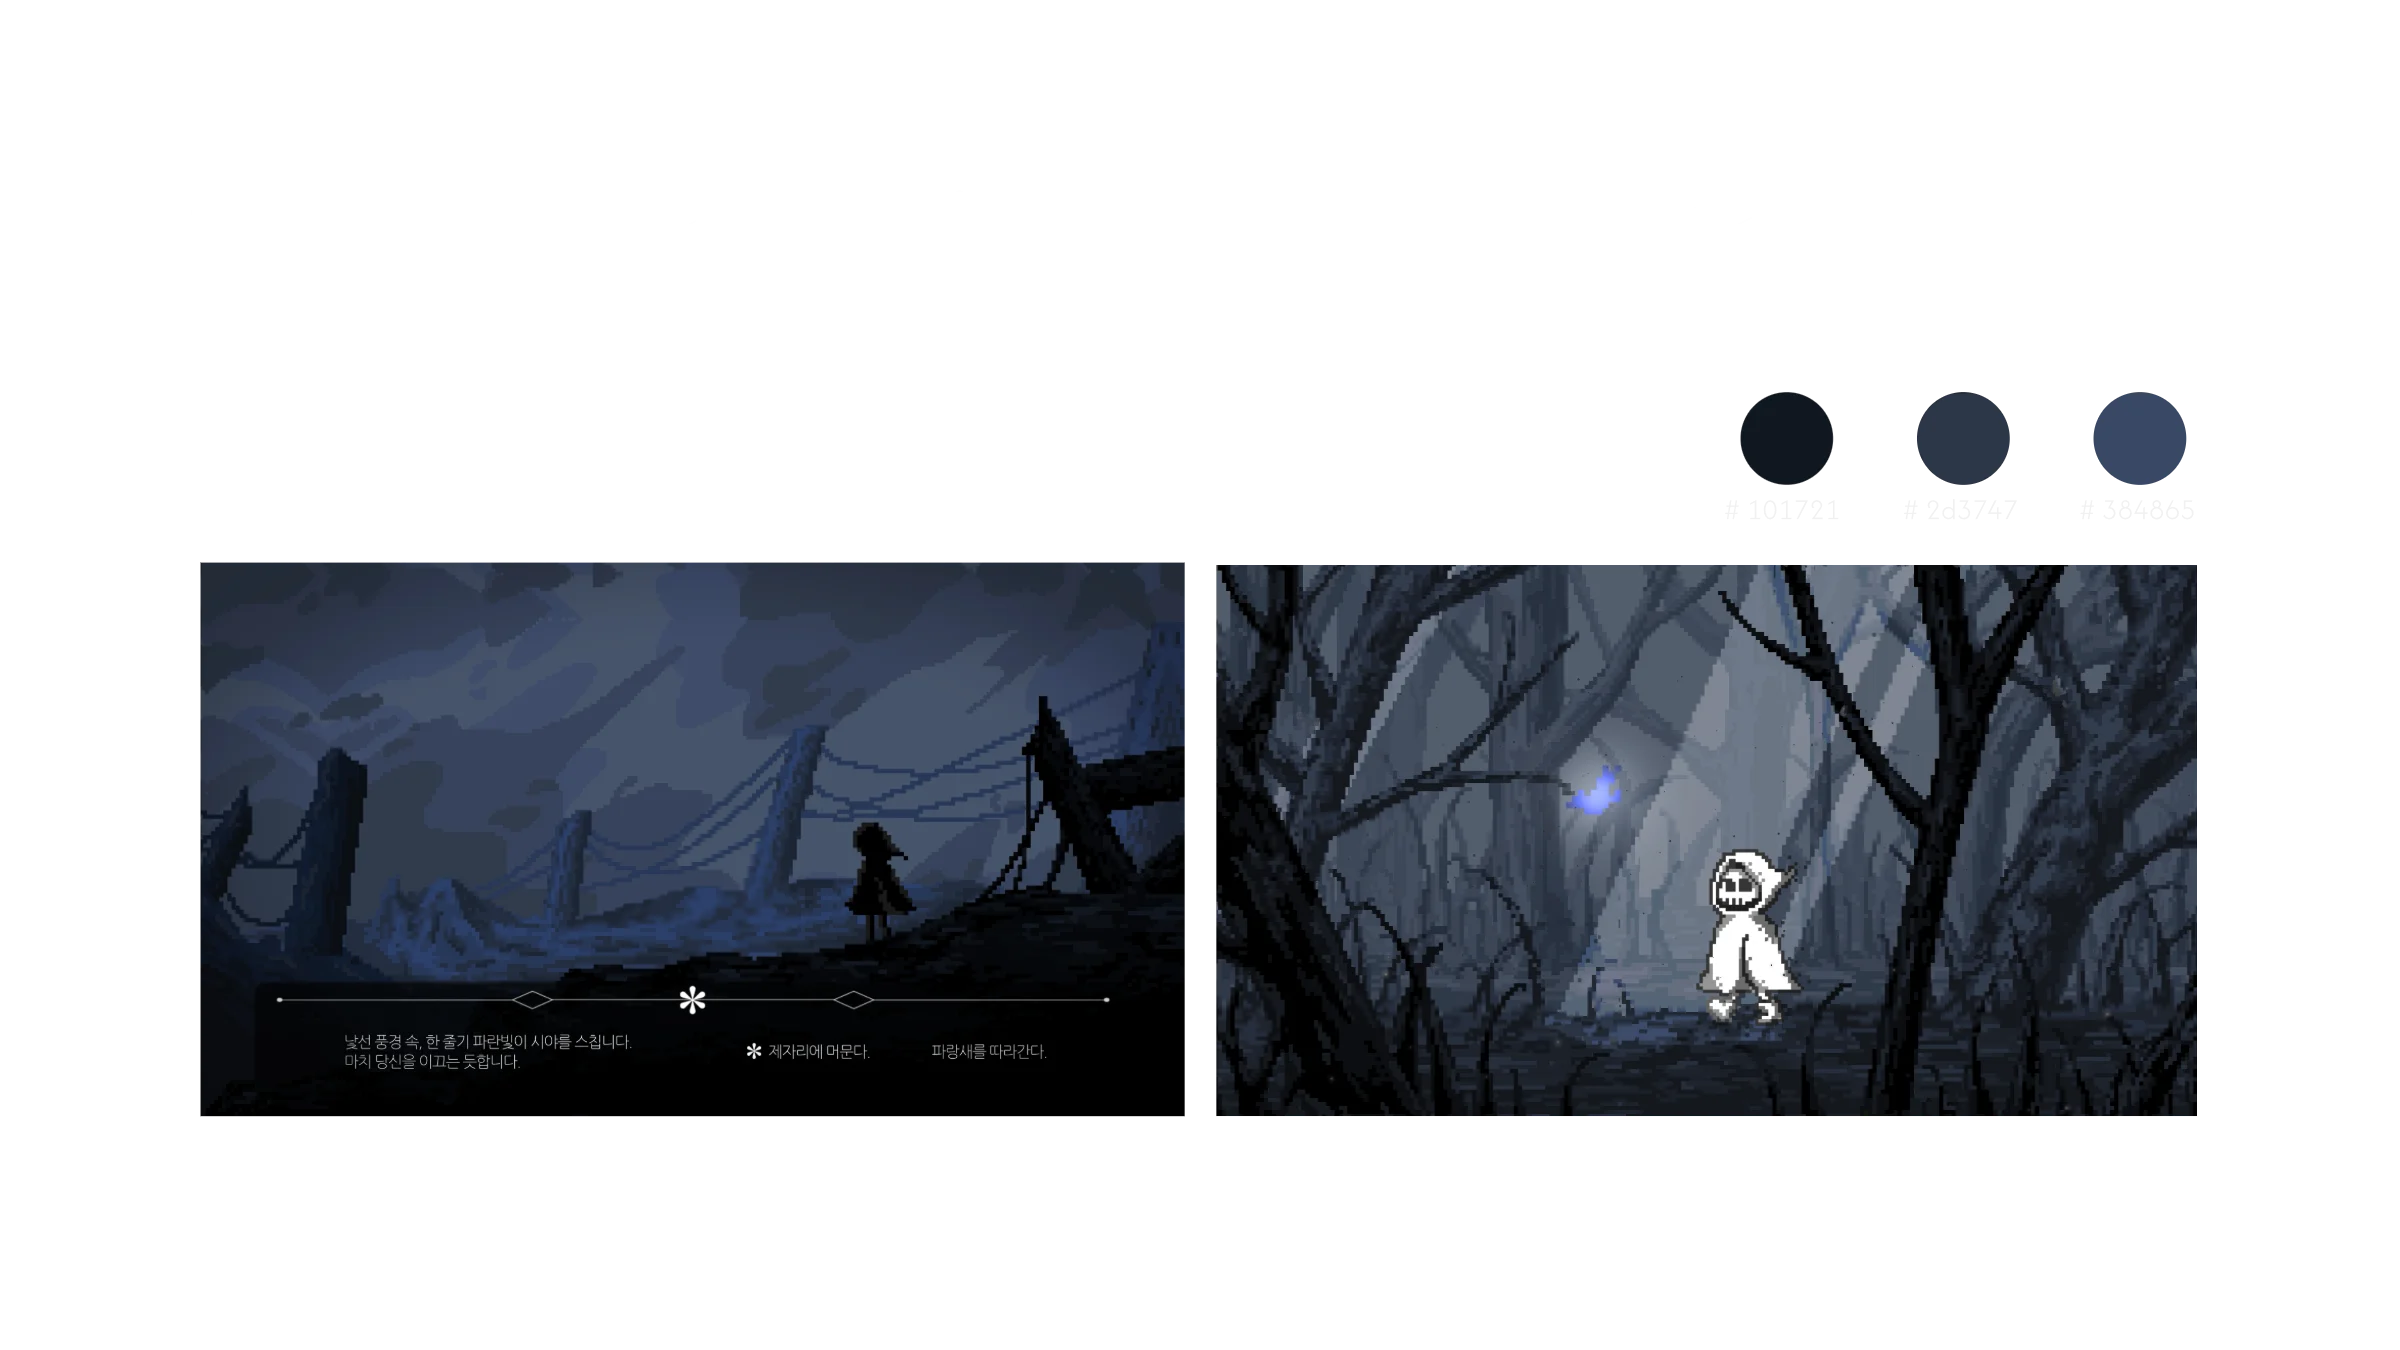 # 101721
# 2d3747
# 384865
낯선 풍경 속, 한 줄기 파란빛이 시야를 스칩니다.
마치 당신을 이끄는 듯합니다.
✻ 제자리에 머문다.
파랑새를 따라간다.